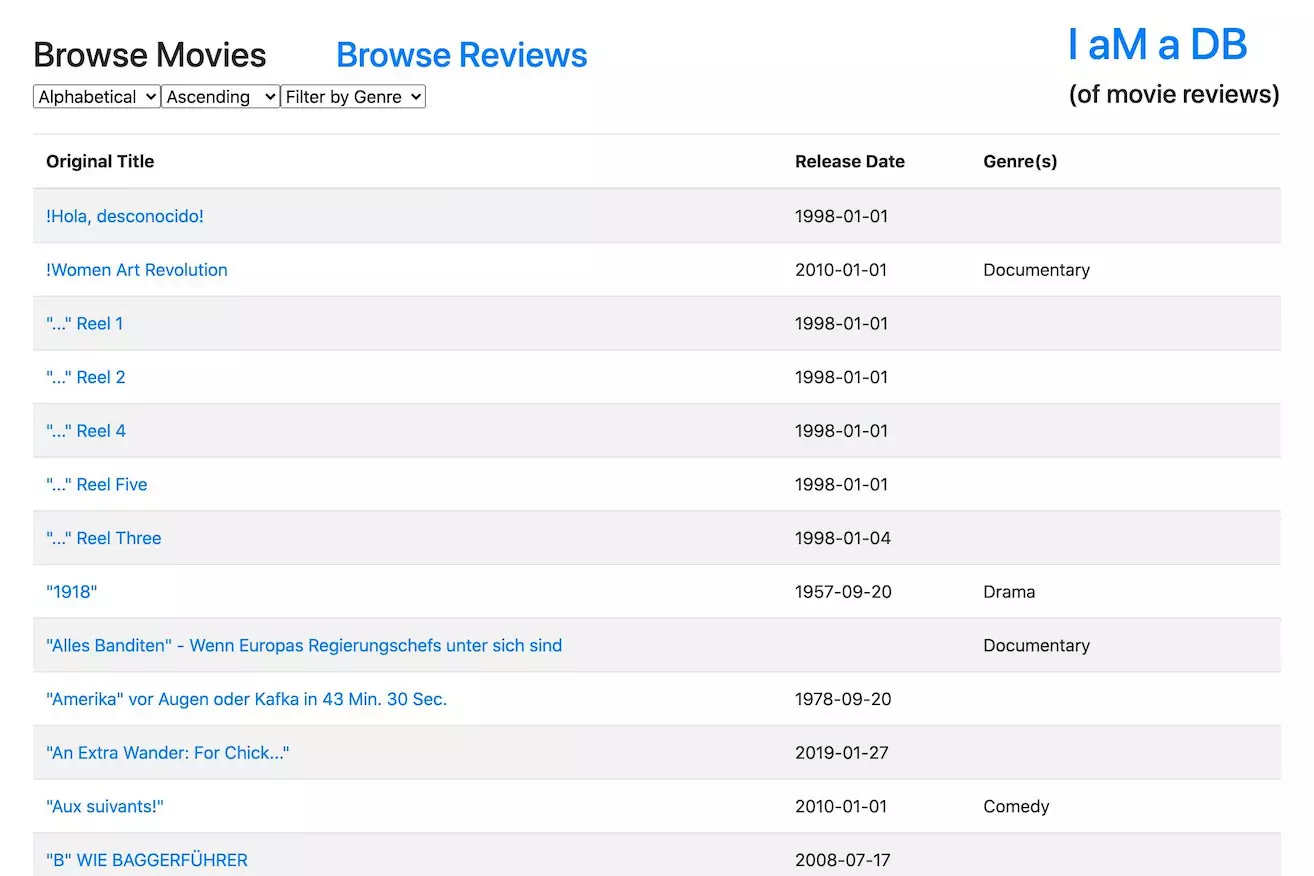 Browse Movies Browse Reviews I aM a DB
Alphabetical Ascending Filter by Genre (of movie reviews)
Original Title Release Date Genre(s)
!Hola, desconocido! 1998-01-01
!Women Art Revolution 2010-01-01 Documentary
"..." Reel 1 1998-01-01
"..." Reel 2 1998-01-01
"..." Reel 4 1998-01-01
"..." Reel Five 1998-01-01
"..." Reel Three 1998-01-04
"1918" 1957-09-20 Drama
"Alles Banditen" - Wenn Europas Regierungschefs unter sich sind Documentary
"Amerika" vor Augen oder Kafka in 43 Min. 30 Sec. 1978-09-20
"An Extra Wander: For Chick..." 2019-01-27
"Aux suivants!" 2010-01-01 Comedy
"B" WIE BAGGERFÜHRER 2008-07-17